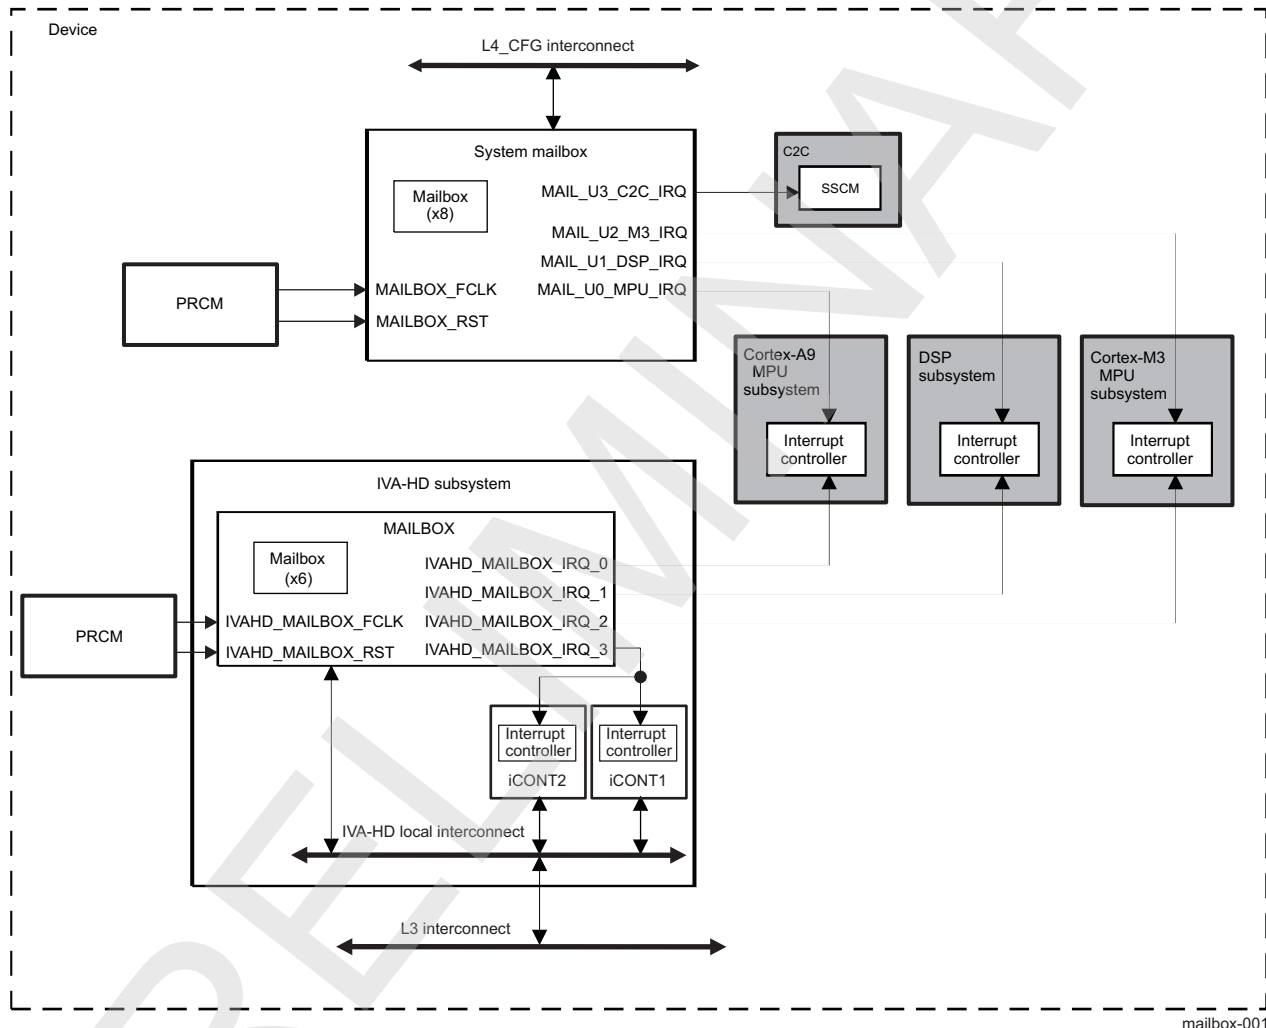 Device
L4_CFG interconnect
System mailbox
Mailbox
(x8)
MAIL_U3_C2C_IRQ
MAIL_U2_M3_IRQ
MAIL_U1_DSP_IRQ
MAIL_U0_MPU_IRQ
MAILBOX_FCLK
MAILBOX_RST
PRCM
C2C
SSCM
Cortex-A9
MPU
subsystem
Interrupt
controller
DSP
subsystem
Interrupt
controller
Cortex-M3
MPU
subsystem
Interrupt
controller
IVA-HD subsystem
MAILBOX
Mailbox
(x6)
IVAHD_MAILBOX_IRQ_0
IVAHD_MAILBOX_IRQ_1
IVAHD_MAILBOX_IRQ_2
IVAHD_MAILBOX_IRQ_3
IVAHD_MAILBOX_FCLK
IVAHD_MAILBOX_RST
PRCM
Interrupt
controller
iCONT2
Interrupt
controller
iCONT1
IVA-HD local interconnect
L3 interconnect
mailbox-001